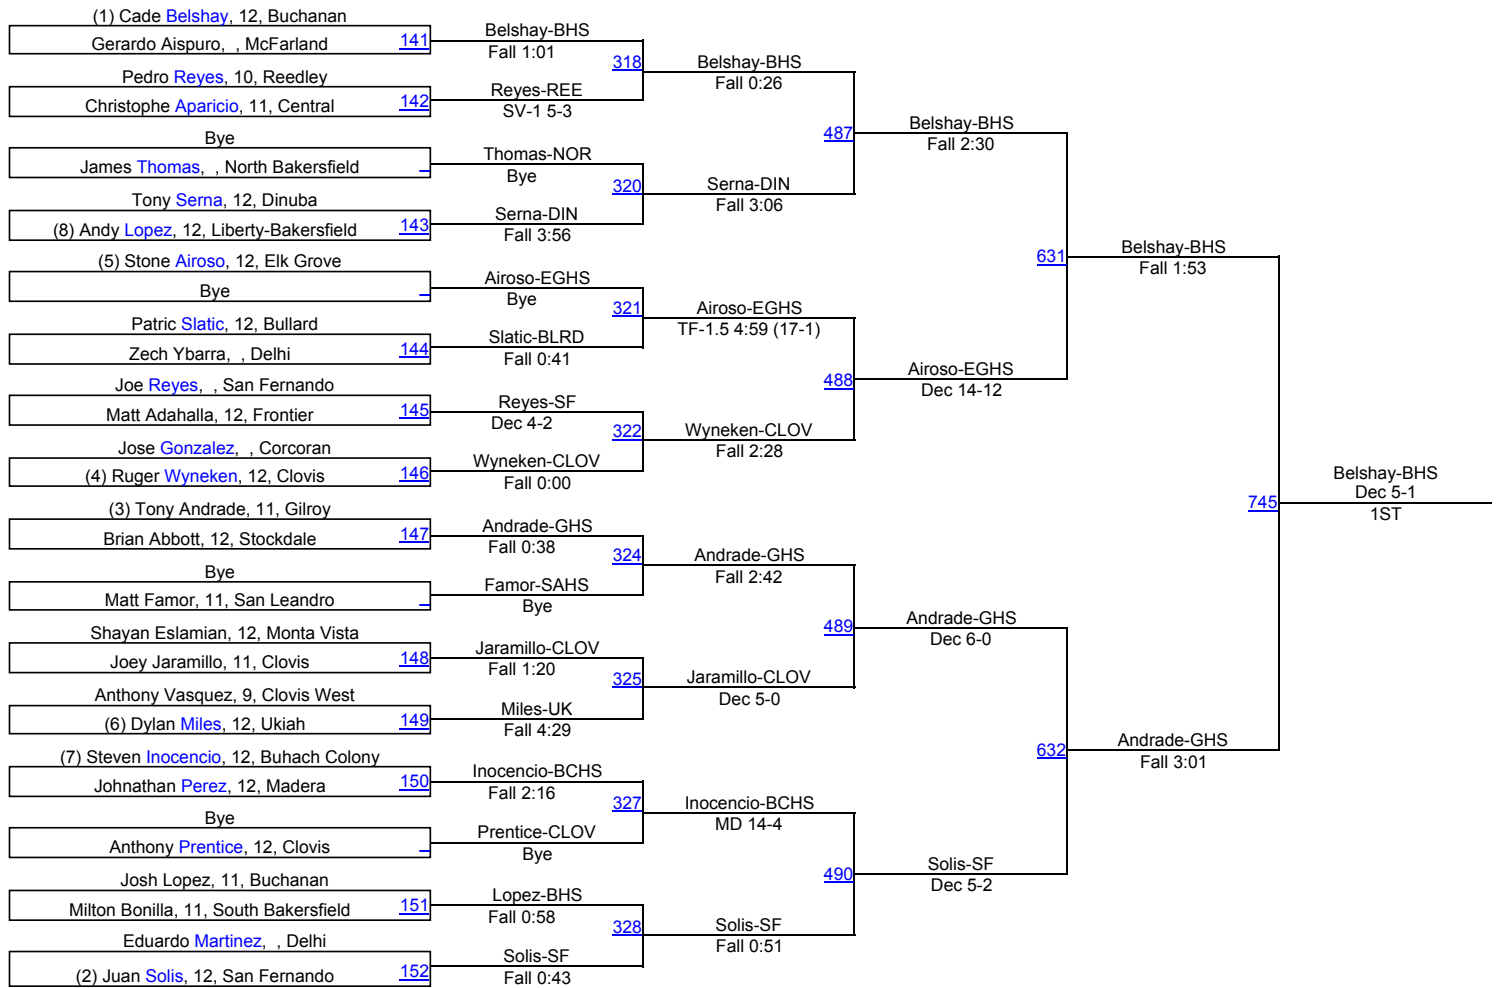 (1) Cade Belshay, 12, Buchanan
Gerardo Aispuro, , McFarland
141
Pedro Reyes, 10, Reedley
Christophe Aparicio, 11, Central
142
Bye
James Thomas, , North Bakersfield
Tony Serna, 12, Dinuba
(8) Andy Lopez, 12, Liberty-Bakersfield
143
(5) Stone Airoso, 12, Elk Grove
Bye
Patric Slatic, 12, Bullard
Zech Ybarra, , Delhi
144
Joe Reyes, , San Fernando
Matt Adahalla, 12, Frontier
145
Jose Gonzalez, , Corcoran
(4) Ruger Wyneken, 12, Clovis
146
(3) Tony Andrade, 11, Gilroy
Brian Abbott, 12, Stockdale
147
Bye
Matt Famor, 11, San Leandro
Shayan Eslamian, 12, Monta Vista
Joey Jaramillo, 11, Clovis
148
Anthony Vasquez, 9, Clovis West
(6) Dylan Miles, 12, Ukiah
149
(7) Steven Inocencio, 12, Buhach Colony
Johnathan Perez, 12, Madera
150
Bye
Anthony Prentice, 12, Clovis
Josh Lopez, 11, Buchanan
Milton Bonilla, 11, South Bakersfield
151
Eduardo Martinez, , Delhi
(2) Juan Solis, 12, San Fernando
152
Belshay-BHS
Fall 1:01
318
Reyes-REE
SV-1 5-3
Thomas-NOR
Bye
320
Serna-DIN
Fall 3:56
Airoso-EGHS
Bye
321
Slatic-BLRD
Fall 0:41
Reyes-SF
Dec 4-2
322
Wyneken-CLOV
Fall 0:00
Andrade-GHS
Fall 0:38
324
Famor-SAHS
Bye
Jaramillo-CLOV
Fall 1:20
325
Miles-UK
Fall 4:29
Inocencio-BCHS
Fall 2:16
327
Prentice-CLOV
Bye
Lopez-BHS
Fall 0:58
328
Solis-SF
Fall 0:43
Belshay-BHS
Fall 0:26
487
Serna-DIN
Fall 3:06
Airoso-EGHS
TF-1.5 4:59 (17-1)
488
Wyneken-CLOV
Fall 2:28
Andrade-GHS
Fall 2:42
489
Jaramillo-CLOV
Dec 5-0
Inocencio-BCHS
MD 14-4
490
Solis-SF
Fall 0:51
Belshay-BHS
Fall 2:30
631
Airoso-EGHS
Dec 14-12
Andrade-GHS
Dec 6-0
632
Solis-SF
Dec 5-2
Belshay-BHS
Fall 1:53
745
Andrade-GHS
Fall 3:01
Belshay-BHS
Dec 5-1
1ST